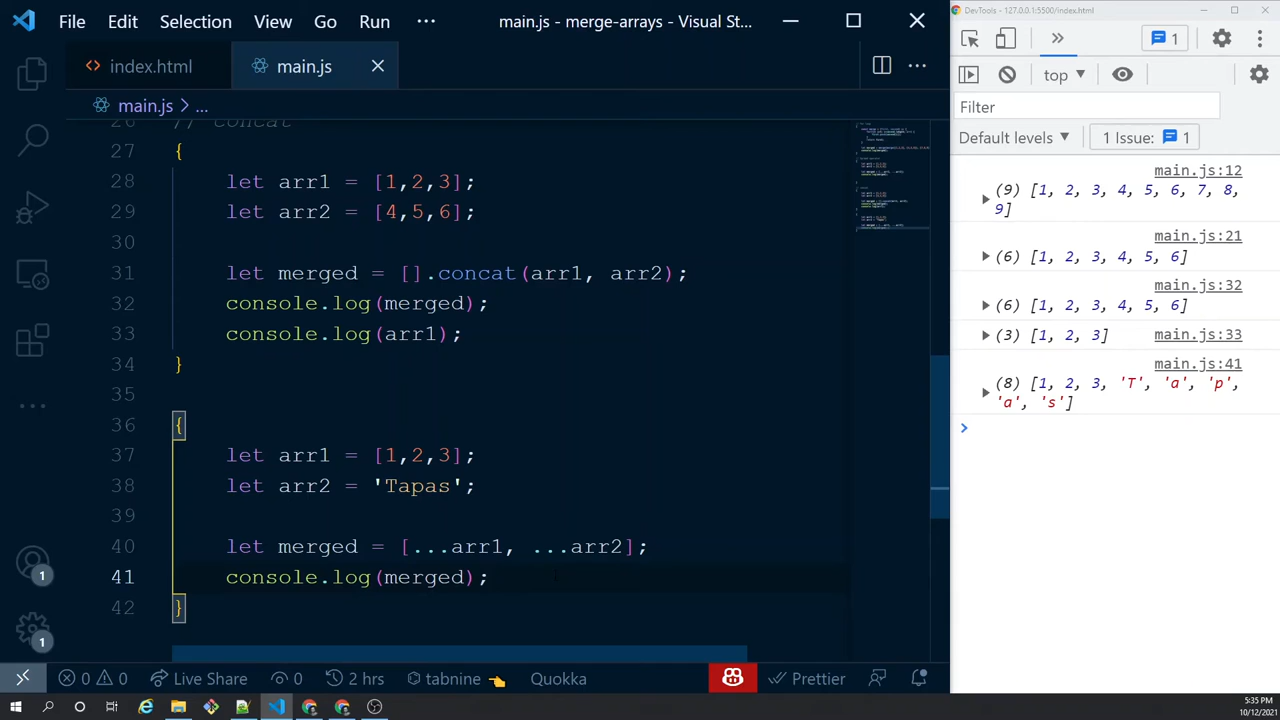 File Edit Selection View Go Run ··· main.js - merge-arrays - Visual St...
index.html main.js
main.js > ...
26 // concat
27 {
28 let arr1 = [1,2,3];
29 let arr2 = [4,5,6];
30
31 let merged = [].concat(arr1, arr2);
32 console.log(merged);
33 console.log(arr1);
34 }
35
36 {
37 let arr1 = [1,2,3];
38 let arr2 = 'Tapas';
39
40 let merged = [...arr1, ...arr2];
41 console.log(merged);
42 }
1
1
0 0 Live Share 0 2 hrs tabnine Quokka Prettier
DevTools - 127.0.0.1:5500/index.html
1
top
Filter
Default levels 1 Issue: 1
main.js:12
(9) [1, 2, 3, 4, 5, 6, 7, 8,
9]
main.js:21
(6) [1, 2, 3, 4, 5, 6]
main.js:32
(6) [1, 2, 3, 4, 5, 6]
(3) [1, 2, 3] main.js:33
main.js:41
(8) [1, 2, 3, 'T', 'a', 'p',
'a', 's']
5:35 PM
10/12/2021